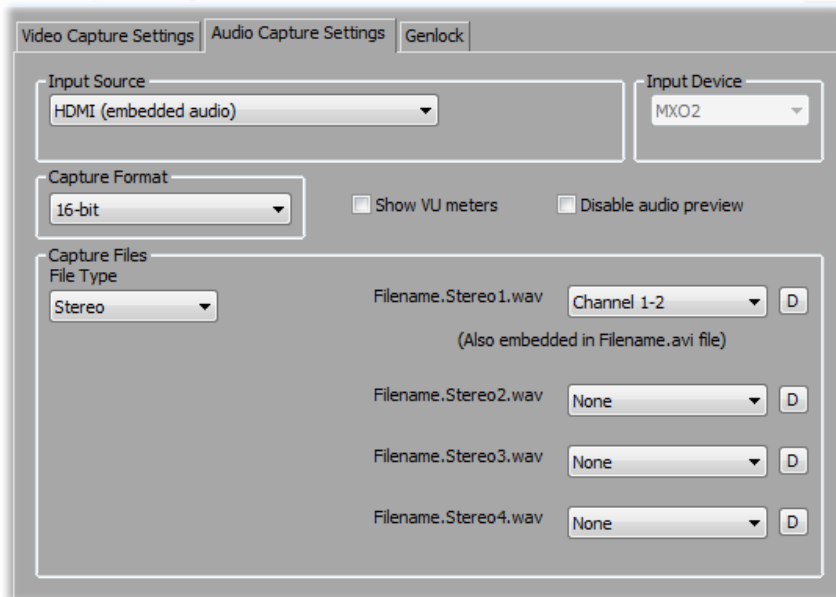 Video Capture Settings Audio Capture Settings Genlock
Input Source
HDMI (embedded audio)
Input Device
MXO2
Capture Format
16-bit
Show VU meters
Disable audio preview
Capture Files
File Type
Stereo
Filename.Stereo1.wav Channel 1-2 D
(Also embedded in Filename.avi file)
Filename.Stereo2.wav None D
Filename.Stereo3.wav None D
Filename.Stereo4.wav None D